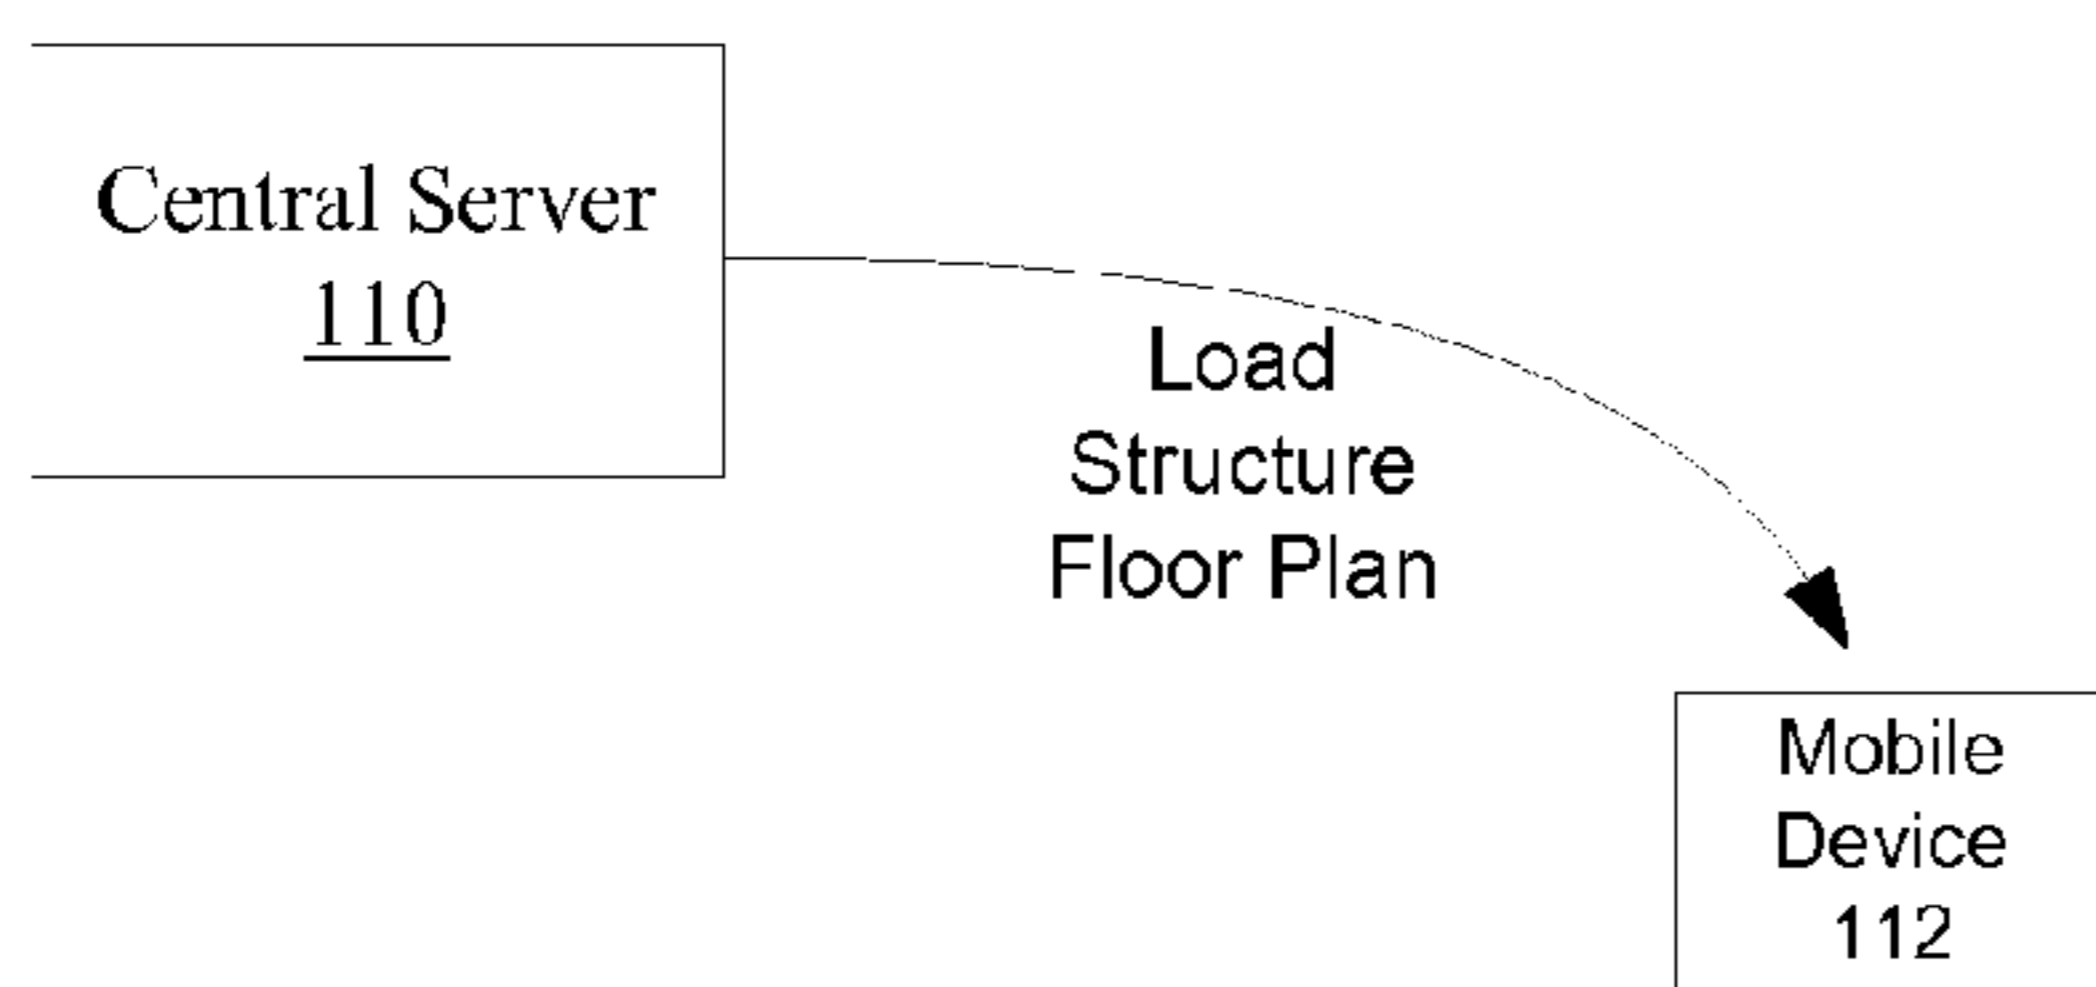 Central Server
110
Load
Structure
Floor Plan
Mobile
Device
112